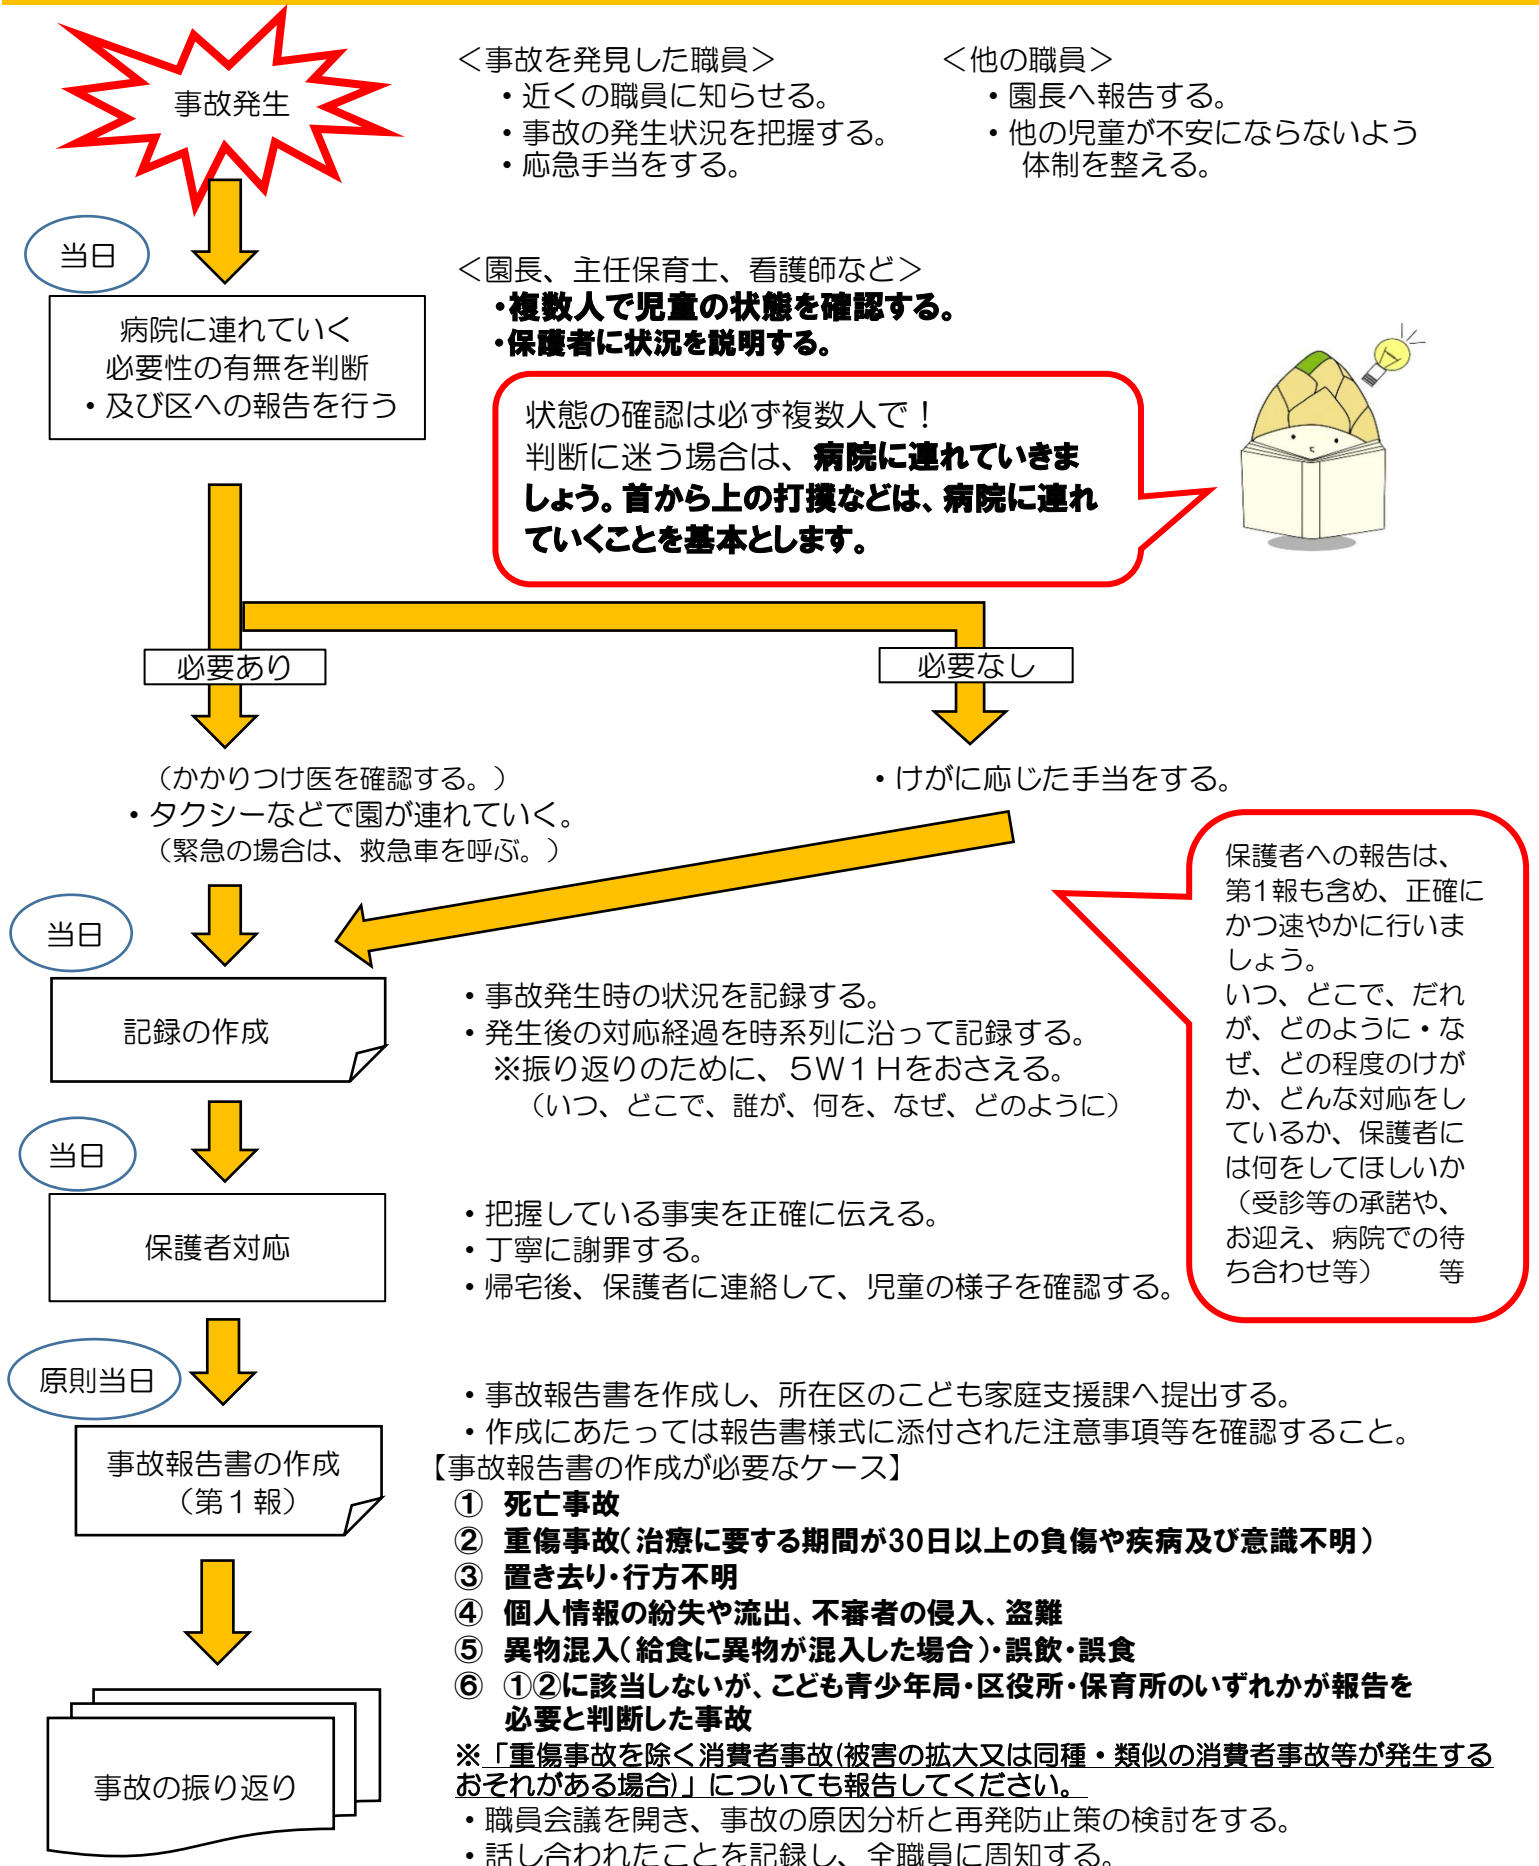 事故発生
＜事故を発見した職員＞
・近くの職員に知らせる。
・事故の発生状況を把握する。
・応急手当をする。
＜他の職員＞
・園長へ報告する。
・他の児童が不安にならないよう
体制を整える。
当日
病院に連れていく
必要性の有無を判断
・及び区への報告を行う
＜園長、主任保育士、看護師など＞
・複数人で児童の状態を確認する。
・保護者に状況を説明する。
状態の確認は必ず複数人で！
判断に迷う場合は、病院に連れていきま
しょう。首から上の打撲などは、病院に連れ
ていくことを基本とします。
必要あり
必要なし
（かかりつけ医を確認する。）
・タクシーなどで園が連れていく。
（緊急の場合は、救急車を呼ぶ。）
・けがに応じた手当をする。
保護者への報告は、
第1報も含め、正確に
かつ速やかに行いま
しょう。
いつ、どこで、だれ
が、どのように・な
ぜ、どの程度のけが
か、どんな対応をし
ているか、保護者に
は何をしてほしいか
（受診等の承諾や、
お迎え、病院での待
ち合わせ等）　　等
当日
記録の作成
・事故発生時の状況を記録する。
・発生後の対応経過を時系列に沿って記録する。
※振り返りのために、５W１Hをおさえる。
（いつ、どこで、誰が、何を、なぜ、どのように）
当日
保護者対応
・把握している事実を正確に伝える。
・丁寧に謝罪する。
・帰宅後、保護者に連絡して、児童の様子を確認する。
原則当日
事故報告書の作成
（第１報）
・事故報告書を作成し、所在区のこども家庭支援課へ提出する。
・作成にあたっては報告書様式に添付された注意事項等を確認すること。
【事故報告書の作成が必要なケース】
①　死亡事故
②　重傷事故（治療に要する期間が30日以上の負傷や疾病及び意識不明）
③　置き去り・行方不明
④　個人情報の紛失や流出、不審者の侵入、盗難
⑤　異物混入（給食に異物が混入した場合）・誤飲・誤食
⑥　①②に該当しないが、こども青少年局・区役所・保育所のいずれかが報告を
必要と判断した事故
※「重傷事故を除く消費者事故(被害の拡大又は同種・類似の消費者事故等が発生する
おそれがある場合)」についても報告してください。
事故の振り返り
・職員会議を開き、事故の原因分析と再発防止策の検討をする。
・話し合われたことを記録し、全職員に周知する。